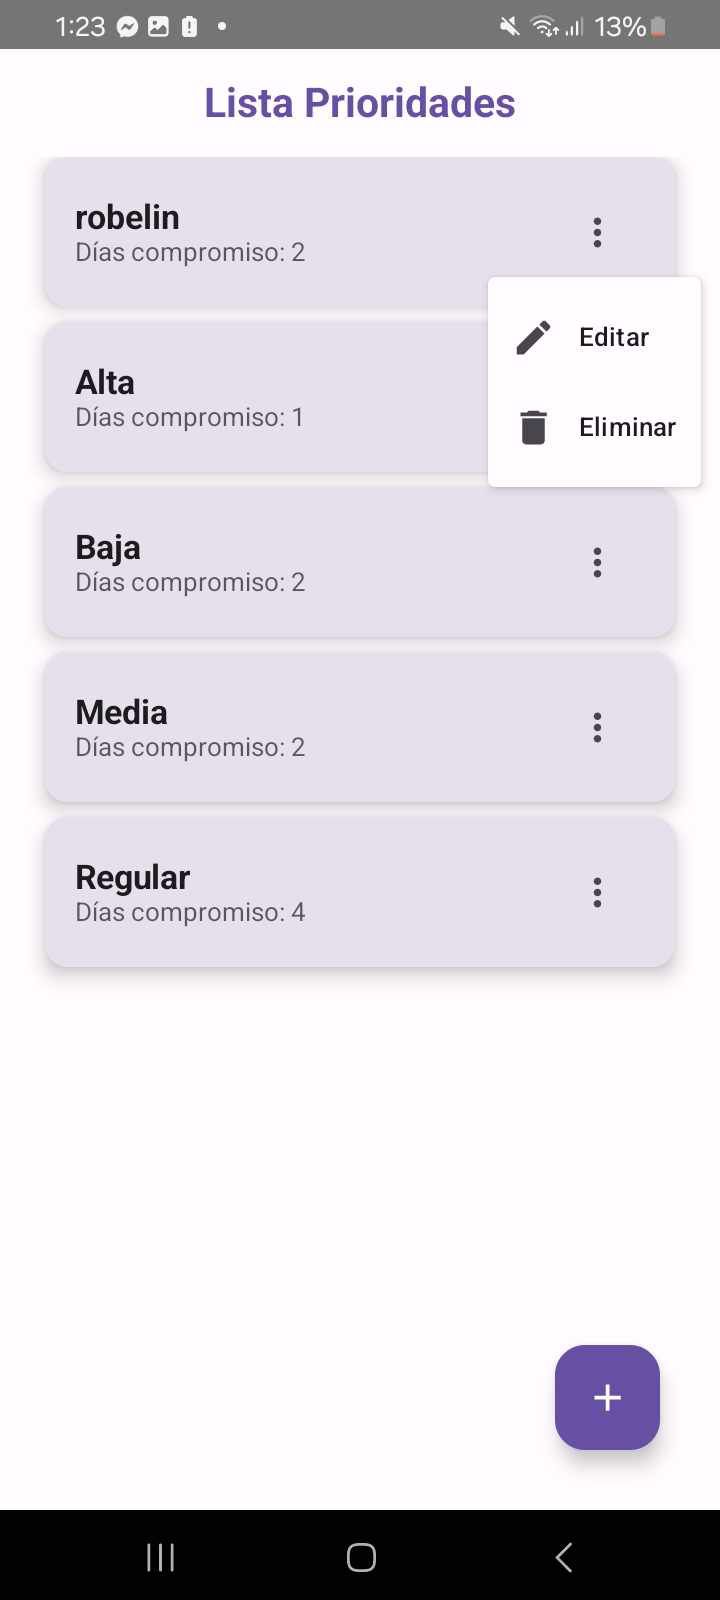 1:23
13%
Lista Prioridades
robelin
Días compromiso: 2
Editar
Eliminar
Alta
Días compromiso: 1
Baja
Días compromiso: 2
Media
Días compromiso: 2
Regular
Días compromiso: 4
+